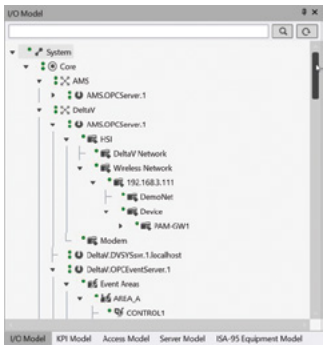 I/O Model
System
Core
AMS
AMS.OPCServer.1
DeltaV
AMS.OPCServer.1
HSI
DeltaV Network
Wireless Network
192.168.3.111
DemoNet
Device
PAM-GW1
Modem
DeltaV.DVSYSsvr.1.localhost
DeltaV.OPCEventServer.1
Event Areas
AREA_A
CONTROL1
I/O Model KPI Model Access Model Server Model ISA-95 Equipment Model